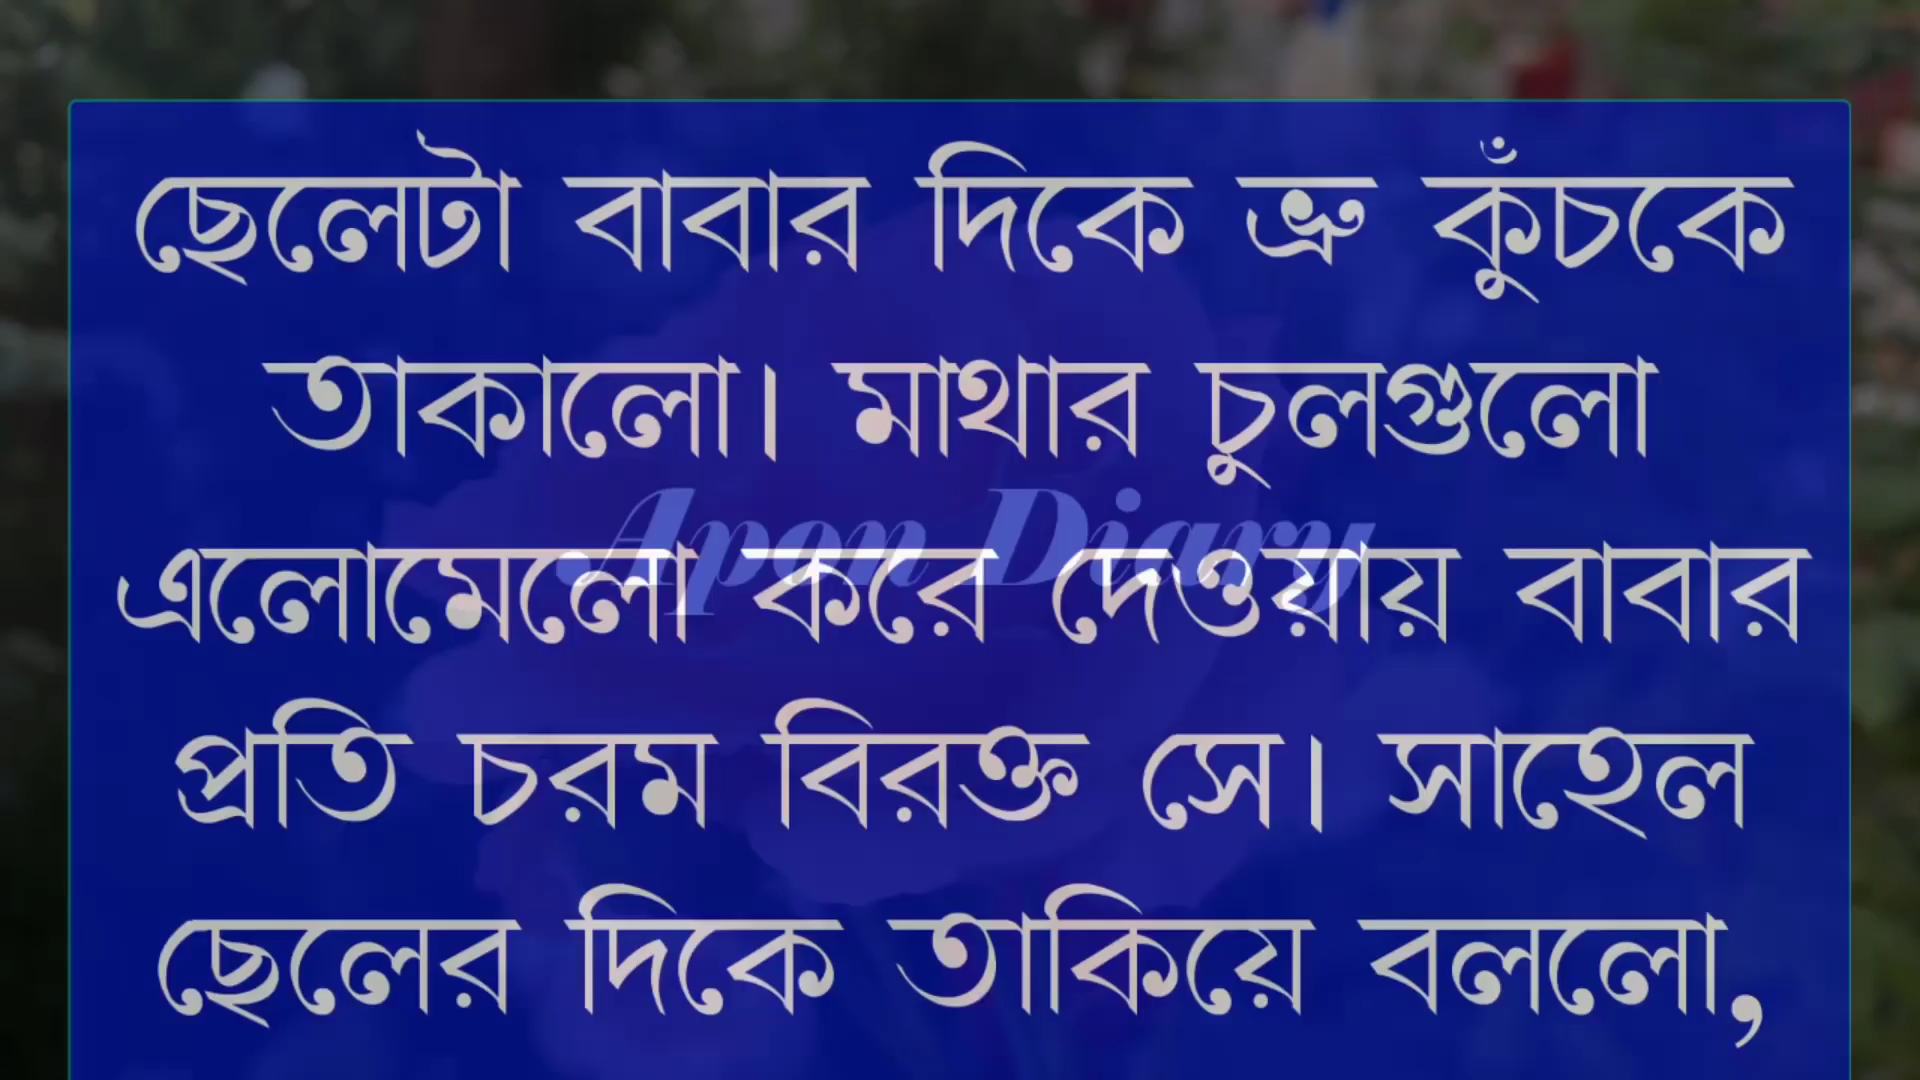 ছেলেটা বাবার দিকে ভ্রু কুঁচকে
তাকালো। মাথার চুলগুলো
Apon Diary
এলোমেলো করে দেওয়ায় বাবার
প্রতি চরম বিরক্ত সে। সাহেল
ছেলের দিকে তাকিয়ে বললো,